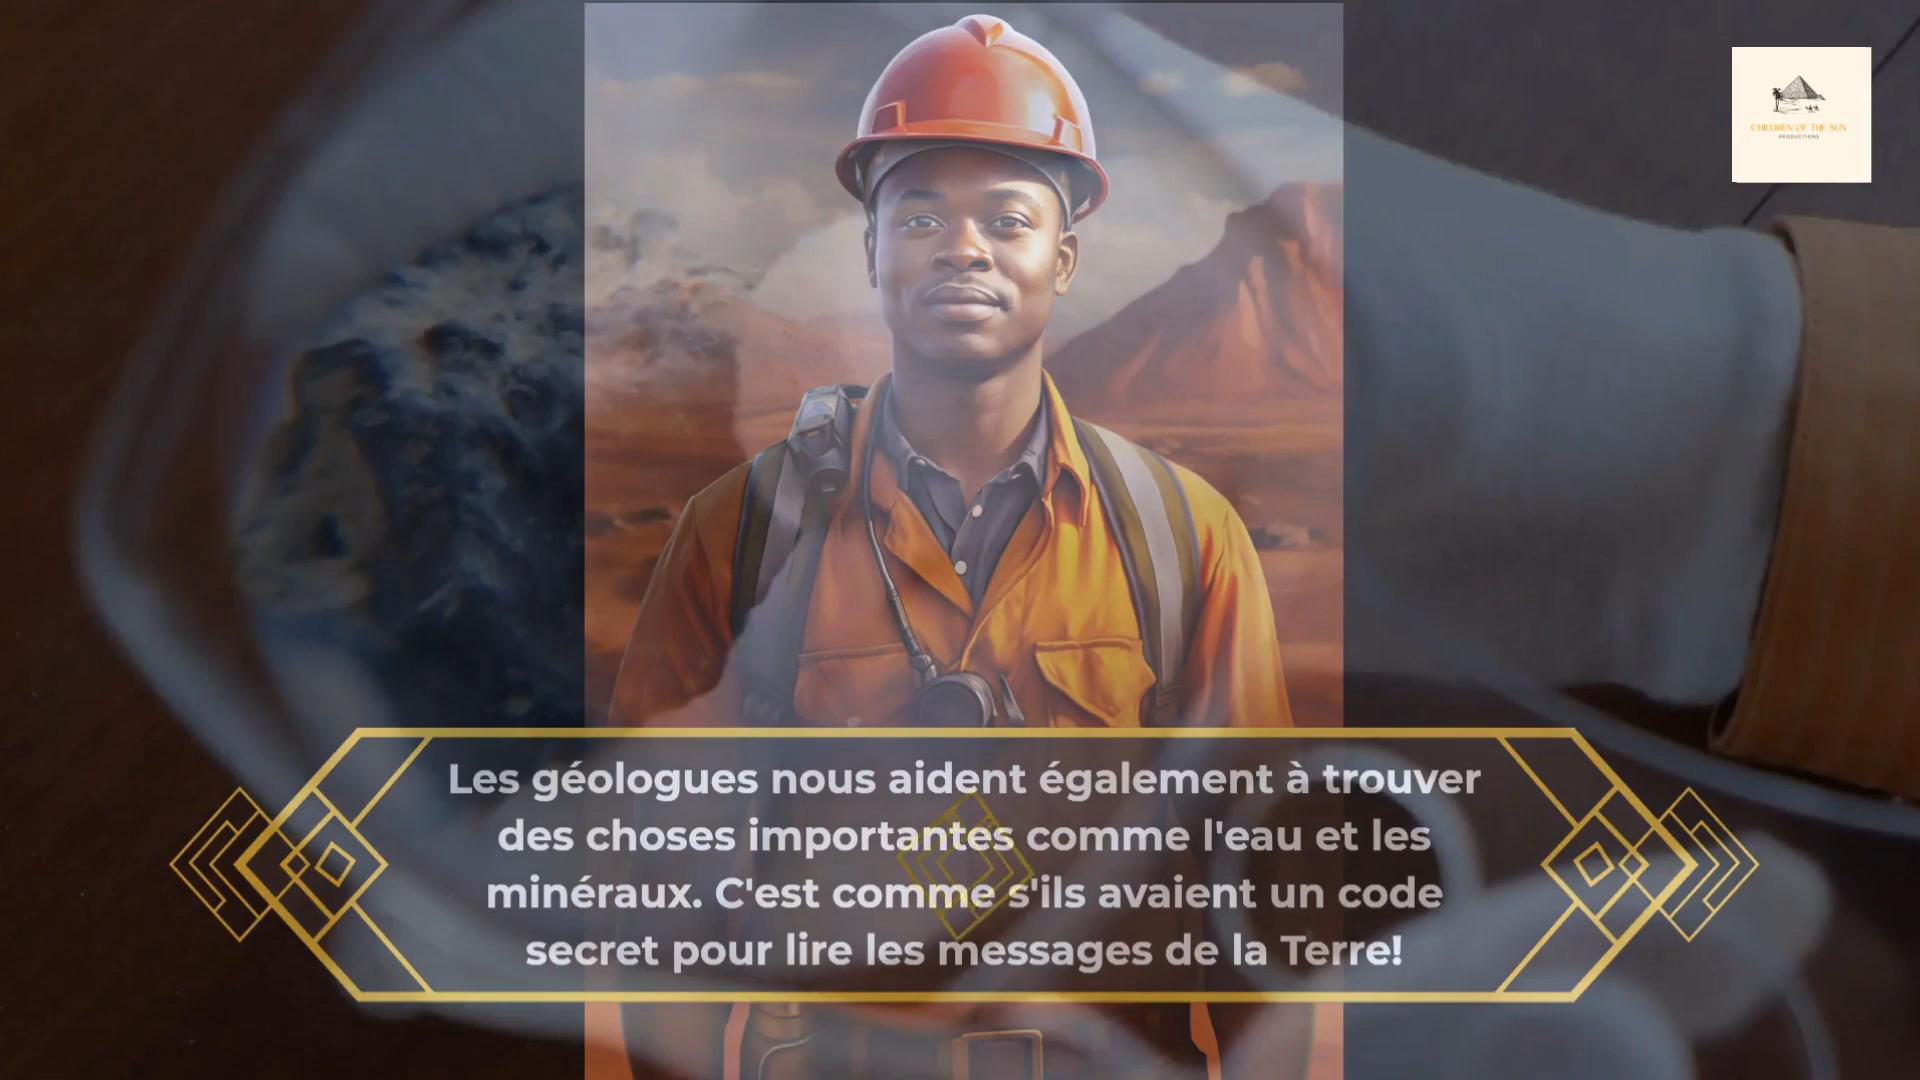 CHILDREN OF THE SUN
PRODUCTIONS
Les géologues nous aident également à trouver
des choses importantes comme l'eau et les
minéraux. C'est comme s'ils avaient un code
secret pour lire les messages de la Terre!